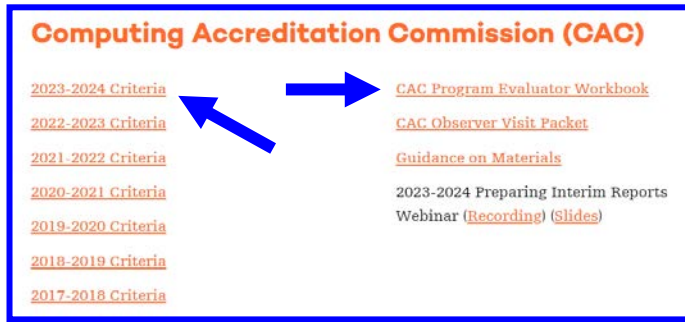 Computing Accreditation Commission (CAC)
2023-2024 Criteria
2022-2023 Criteria
2021-2022 Criteria
2020-2021 Criteria
2019-2020 Criteria
2018-2019 Criteria
2017-2018 Criteria
CAC Program Evaluator Workbook
CAC Observer Visit Packet
Guidance on Materials
2023-2024 Preparing Interim Reports
Webinar (Recording) (Slides)